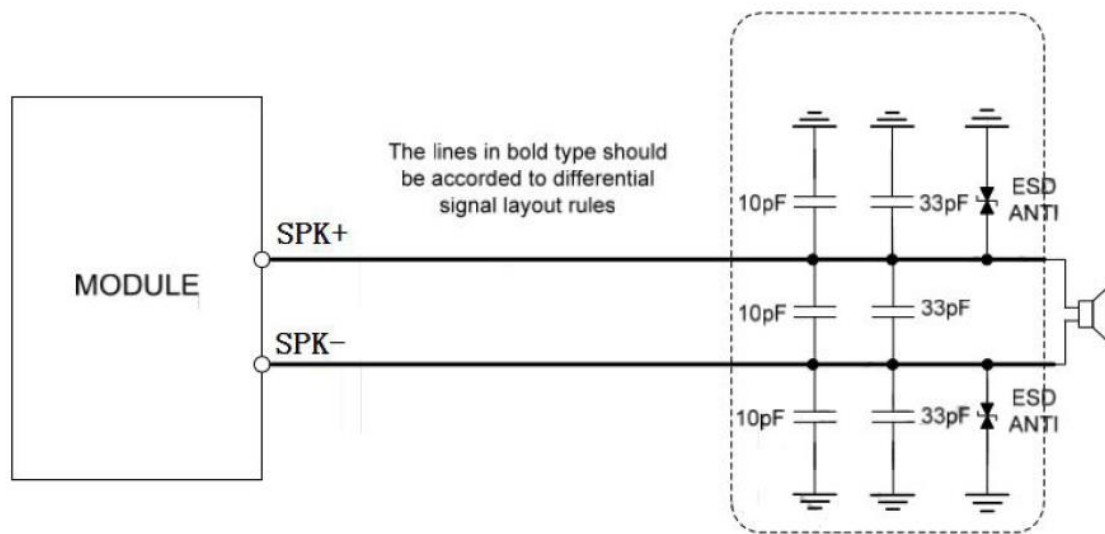 The lines in bold type should
be accorded to differential
signal layout rules
10pF
33pF
ESD
ANTI
SPK+
MODULE
10pF
33pF
SPK-
10pF
33pF
ESD
ANTI